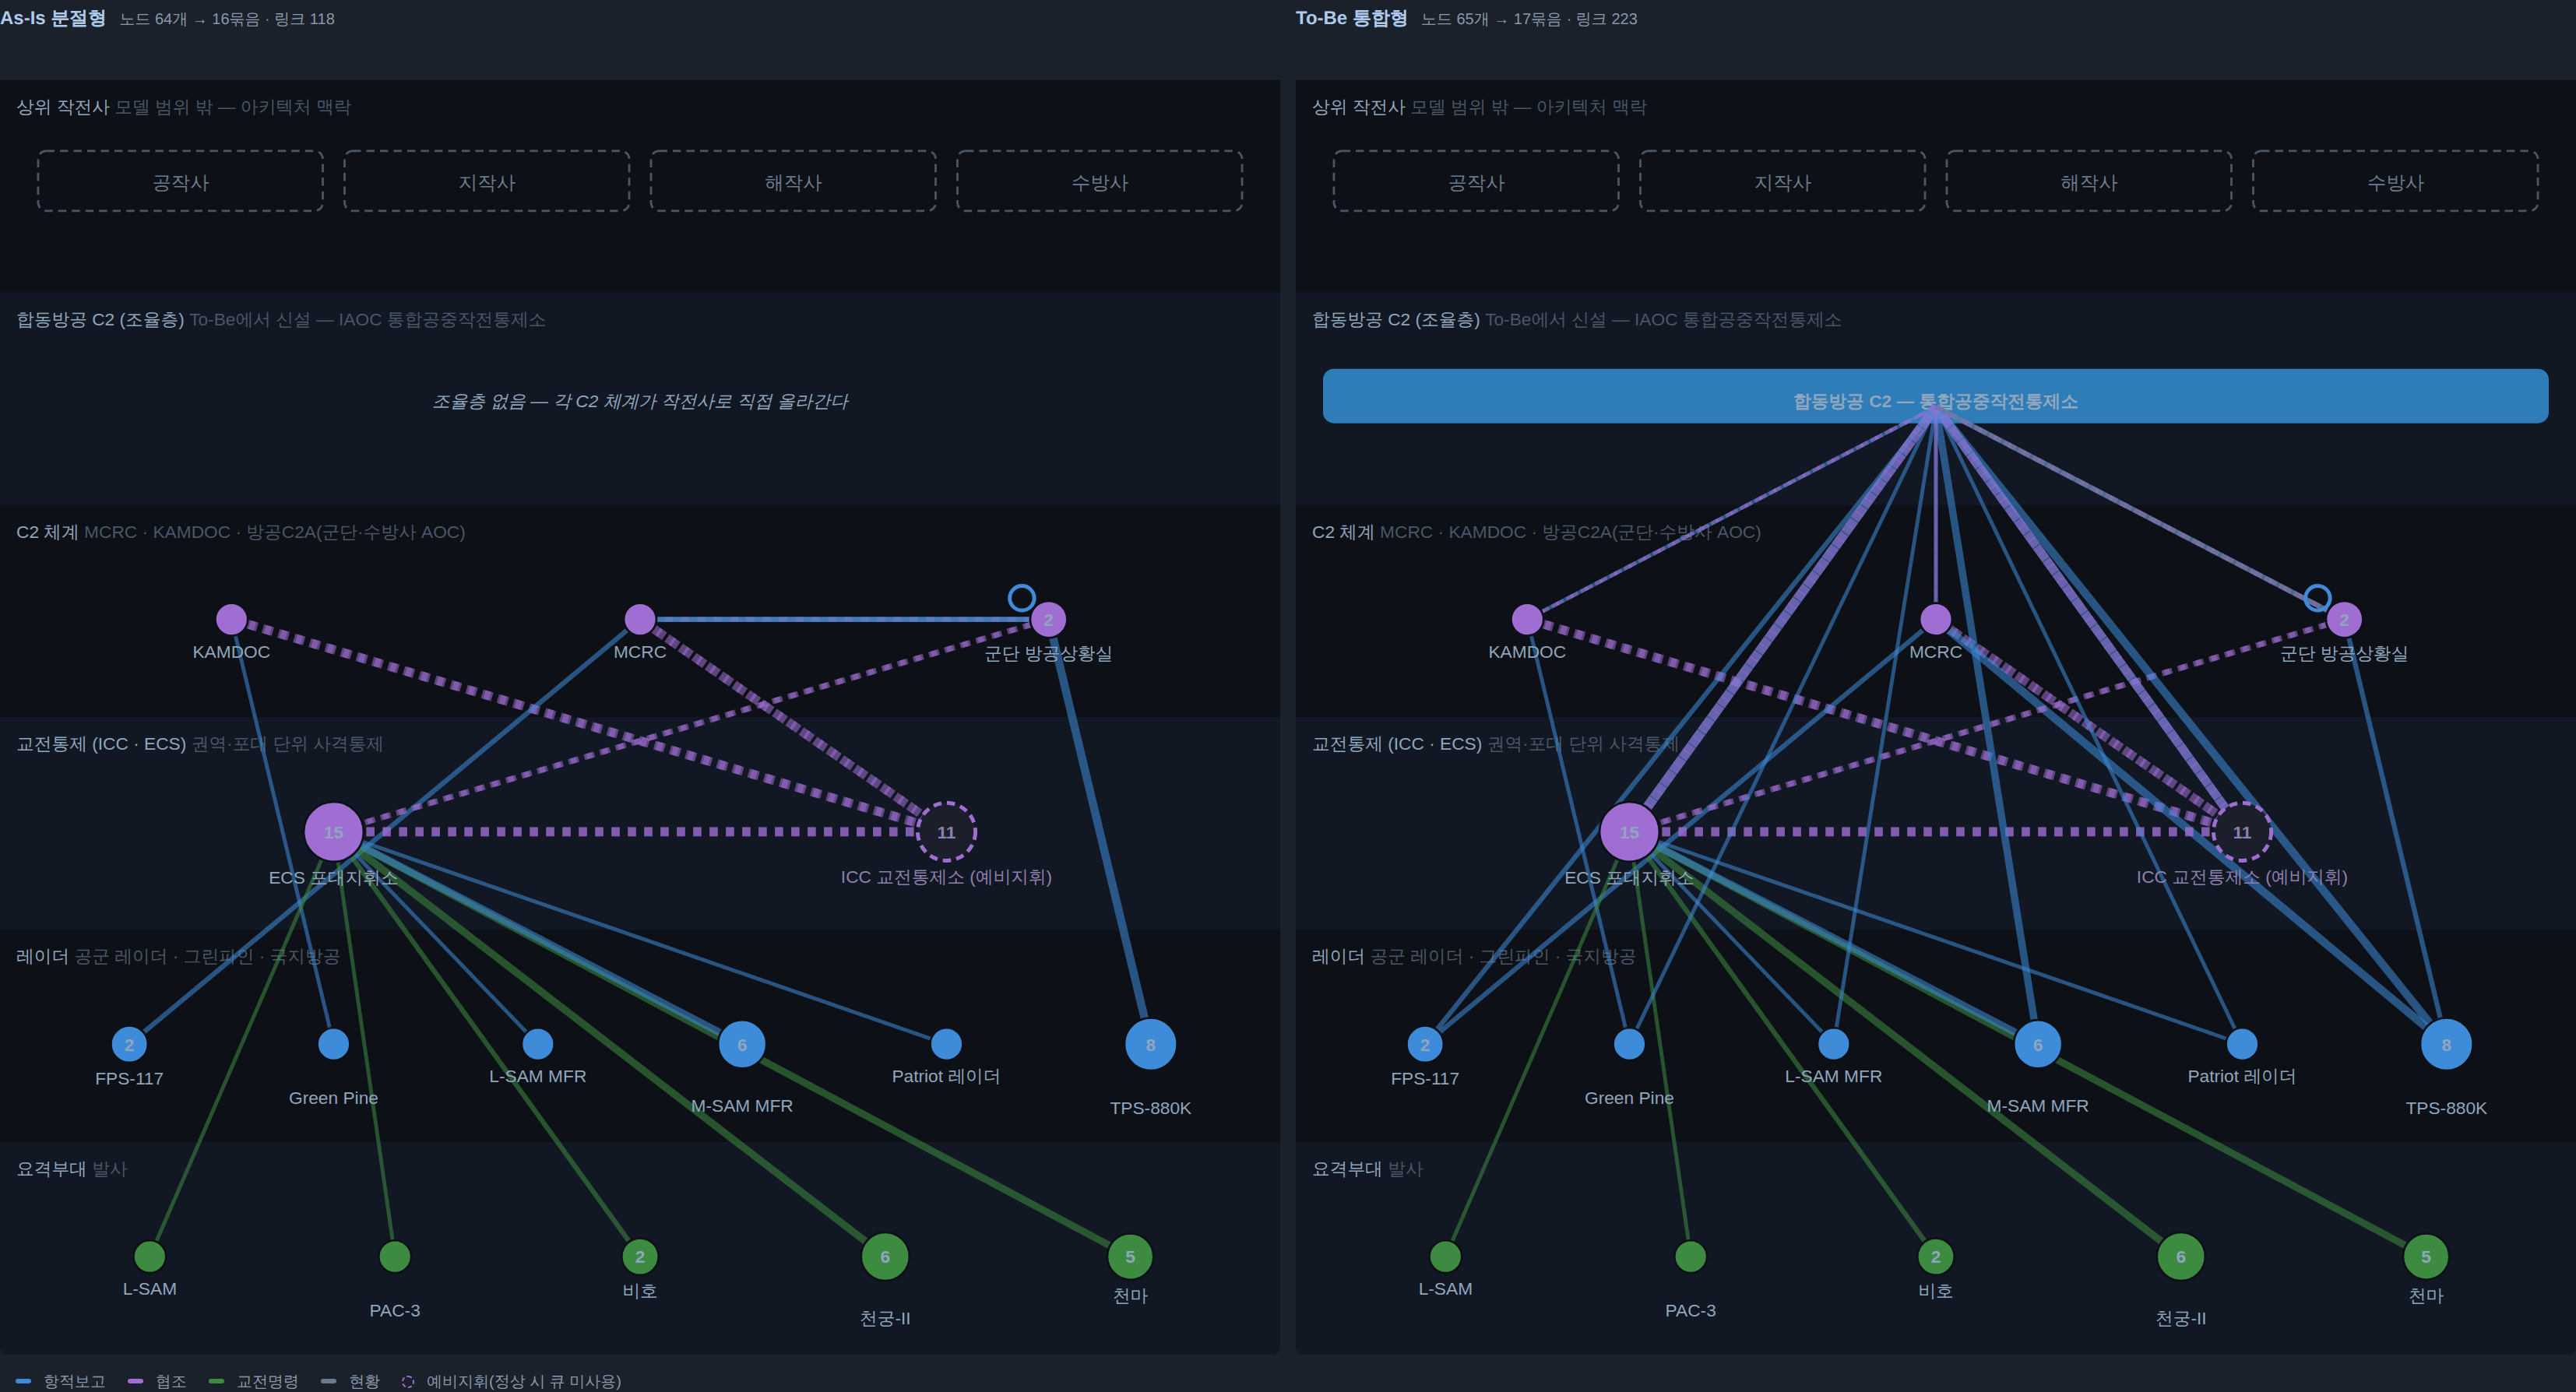 As-Is 분절형 노드 64개 → 16묶음 · 링크 118
상위 작전사 모델 범위 밖 — 아키텍처 맥락
공작사
지작사
해작사
수방사
합동방공 C2 (조율층) To-Be에서 신설 — IAOC 통합공중작전통제소
조율층 없음 — 각 C2 체계가 작전사로 직접 올라간다
C2 체계 MCRC · KAMDOC · 방공C2A(군단·수방사 AOC)
2
KAMDOC
MCRC
군단 방공상황실
교전통제 (ICC · ECS) 권역·포대 단위 사격통제
15
11
ECS 포대지휘소
ICC 교전통제소 (예비지휘)
레이더 공군 레이더 · 그린파인 · 국지방공
2
6
8
FPS-117
Green Pine
L-SAM MFR
M-SAM MFR
Patriot 레이더
TPS-880K
요격부대 발사
2
6
5
L-SAM
PAC-3
비호
천궁-II
천마
To-Be 통합형 노드 65개 → 17묶음 · 링크 223
상위 작전사 모델 범위 밖 — 아키텍처 맥락
공작사
지작사
해작사
수방사
합동방공 C2 (조율층) To-Be에서 신설 — IAOC 통합공중작전통제소
합동방공 C2 — 통합공중작전통제소
C2 체계 MCRC · KAMDOC · 방공C2A(군단·수방사 AOC)
2
KAMDOC
MCRC
군단 방공상황실
교전통제 (ICC · ECS) 권역·포대 단위 사격통제
15
11
ECS 포대지휘소
ICC 교전통제소 (예비지휘)
레이더 공군 레이더 · 그린파인 · 국지방공
2
6
8
FPS-117
Green Pine
L-SAM MFR
M-SAM MFR
Patriot 레이더
TPS-880K
요격부대 발사
2
6
5
L-SAM
PAC-3
비호
천궁-II
천마
항적보고 협조 교전명령 현황 예비지휘(정상 시 큐 미사용)